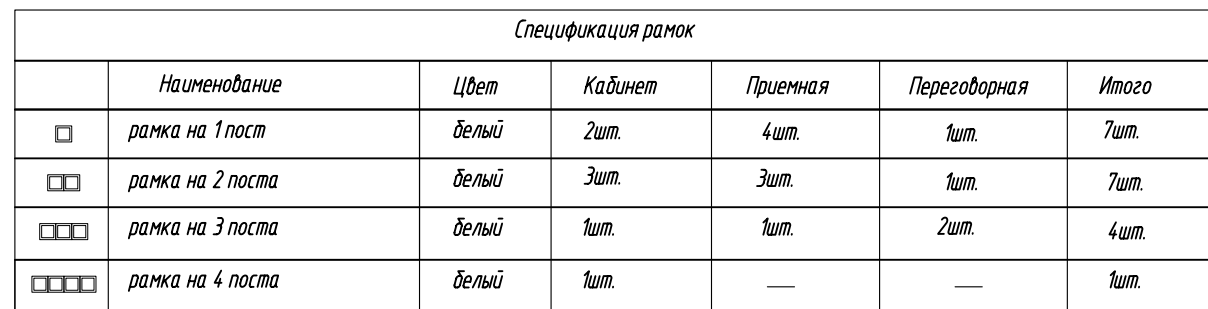 Спецификация рамок
Наименование Цвет Кабинет Приемная Переговорная Итого
рамка на 1 пост белый 2шт. 4шт. 1шт. 7шт.
рамка на 2 поста белый 3шт. 3шт. 1шт. 7шт.
рамка на 3 поста белый 1шт. 1шт. 2шт. 4шт.
рамка на 4 поста белый 1шт. — — 1шт.